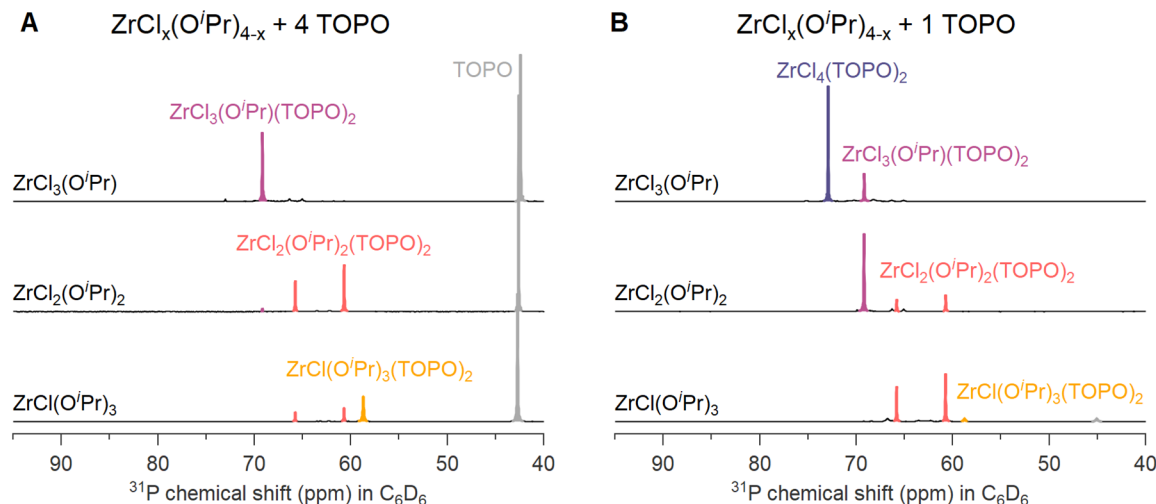 A
ZrClₓ(OⁱPr)₄₋ₓ + 4 TOPO
TOPO
ZrCl₃(OⁱPr)(TOPO)₂
ZrCl₃(OⁱPr)
ZrCl₂(OⁱPr)₂(TOPO)₂
ZrCl₂(OⁱPr)₂
ZrCl(OⁱPr)₃(TOPO)₂
ZrCl(OⁱPr)₃
90 80 70 60 50 40
³¹P chemical shift (ppm) in C₆D₆
B
ZrClₓ(OⁱPr)₄₋ₓ + 1 TOPO
ZrCl₄(TOPO)₂
ZrCl₃(OⁱPr)(TOPO)₂
ZrCl₃(OⁱPr)
ZrCl₂(OⁱPr)₂(TOPO)₂
ZrCl₂(OⁱPr)₂
ZrCl(OⁱPr)₃(TOPO)₂
ZrCl(OⁱPr)₃
90 80 70 60 50 40
³¹P chemical shift (ppm) in C₆D₆